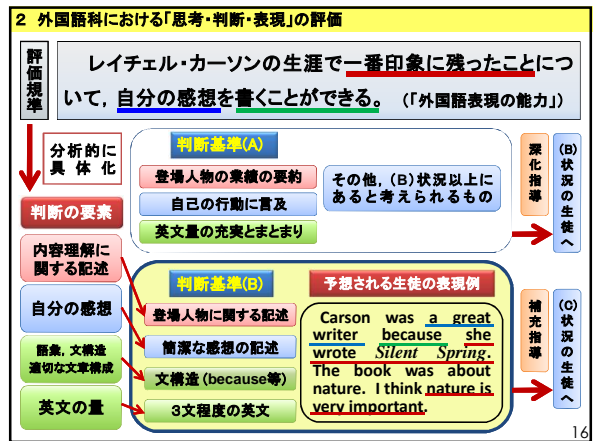 2 外国語科における「思考・判断・表現」の評価
評価規準
レイチェル・カーソンの生涯で一番印象に残ったことにつ
いて,自分の感想を書くことができる。 (「外国語表現の能力」)
分析的に
具体化
判断の要素
内容理解に
関する記述
自分の感想
語彙,文構造
適切な文章構成
英文の量
判断基準(A)
登場人物の業績の要約
自己の行動に言及
英文量の充実とまとまり
その他,(B)状況以上に
あると考えられるもの
深化指導
(B)状況の生徒へ
判断基準(B)
登場人物に関する記述
簡潔な感想の記述
文構造(because等)
3文程度の英文
予想される生徒の表現例
Carson was a great
writer because she
wrote Silent Spring.
The book was about
nature. I think nature is
very important.
補充指導
(C)状況の生徒へ
16